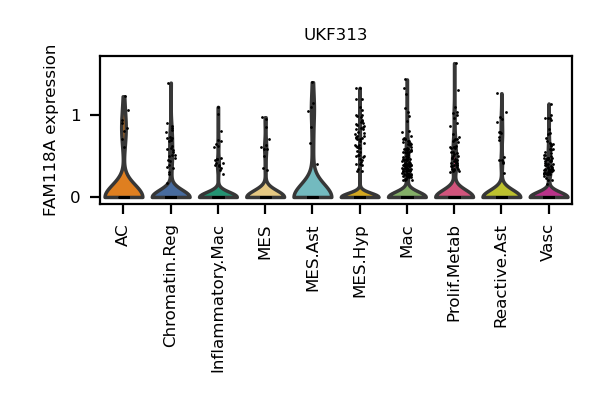 UKF313
FAM118A expression
1
0
AC
Chromatin.Reg
Inflammatory.Mac
MES
MES.Ast
MES.Hyp
Mac
Prolif.Metab
Reactive.Ast
Vasc